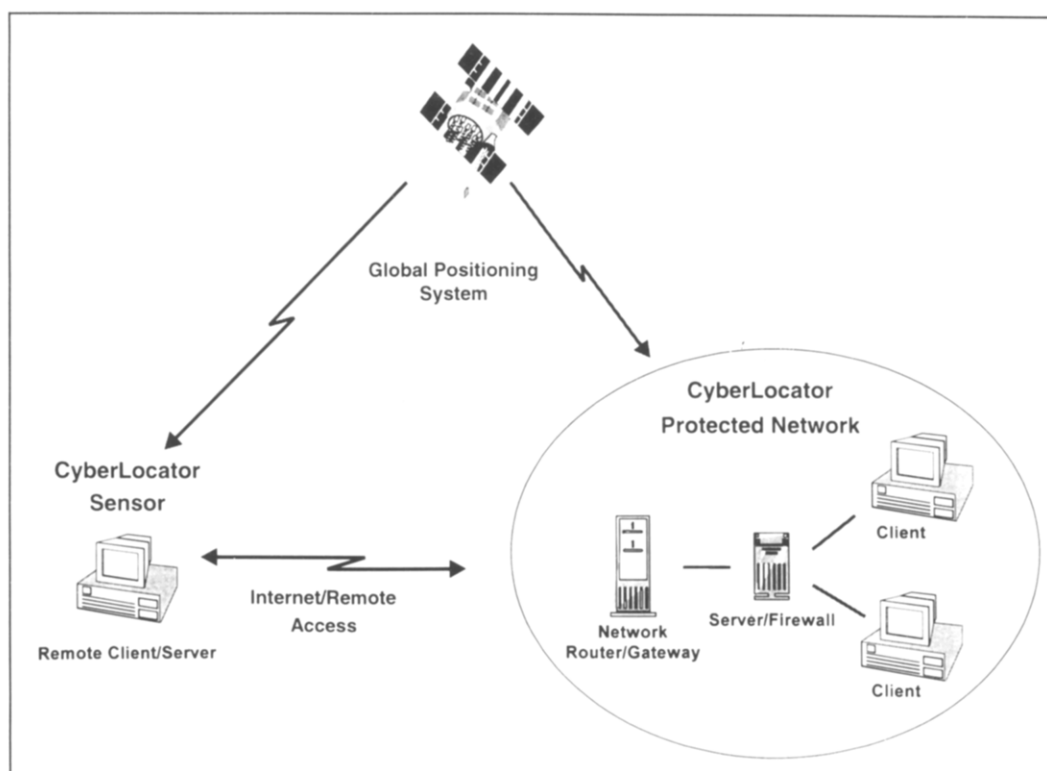 Global Positioning
System
CyberLocator
Protected Network
CyberLocator
Sensor
Client
Internet/Remote
Access
Server/Firewall
Network
Router/Gateway
Remote Client/Server
Client